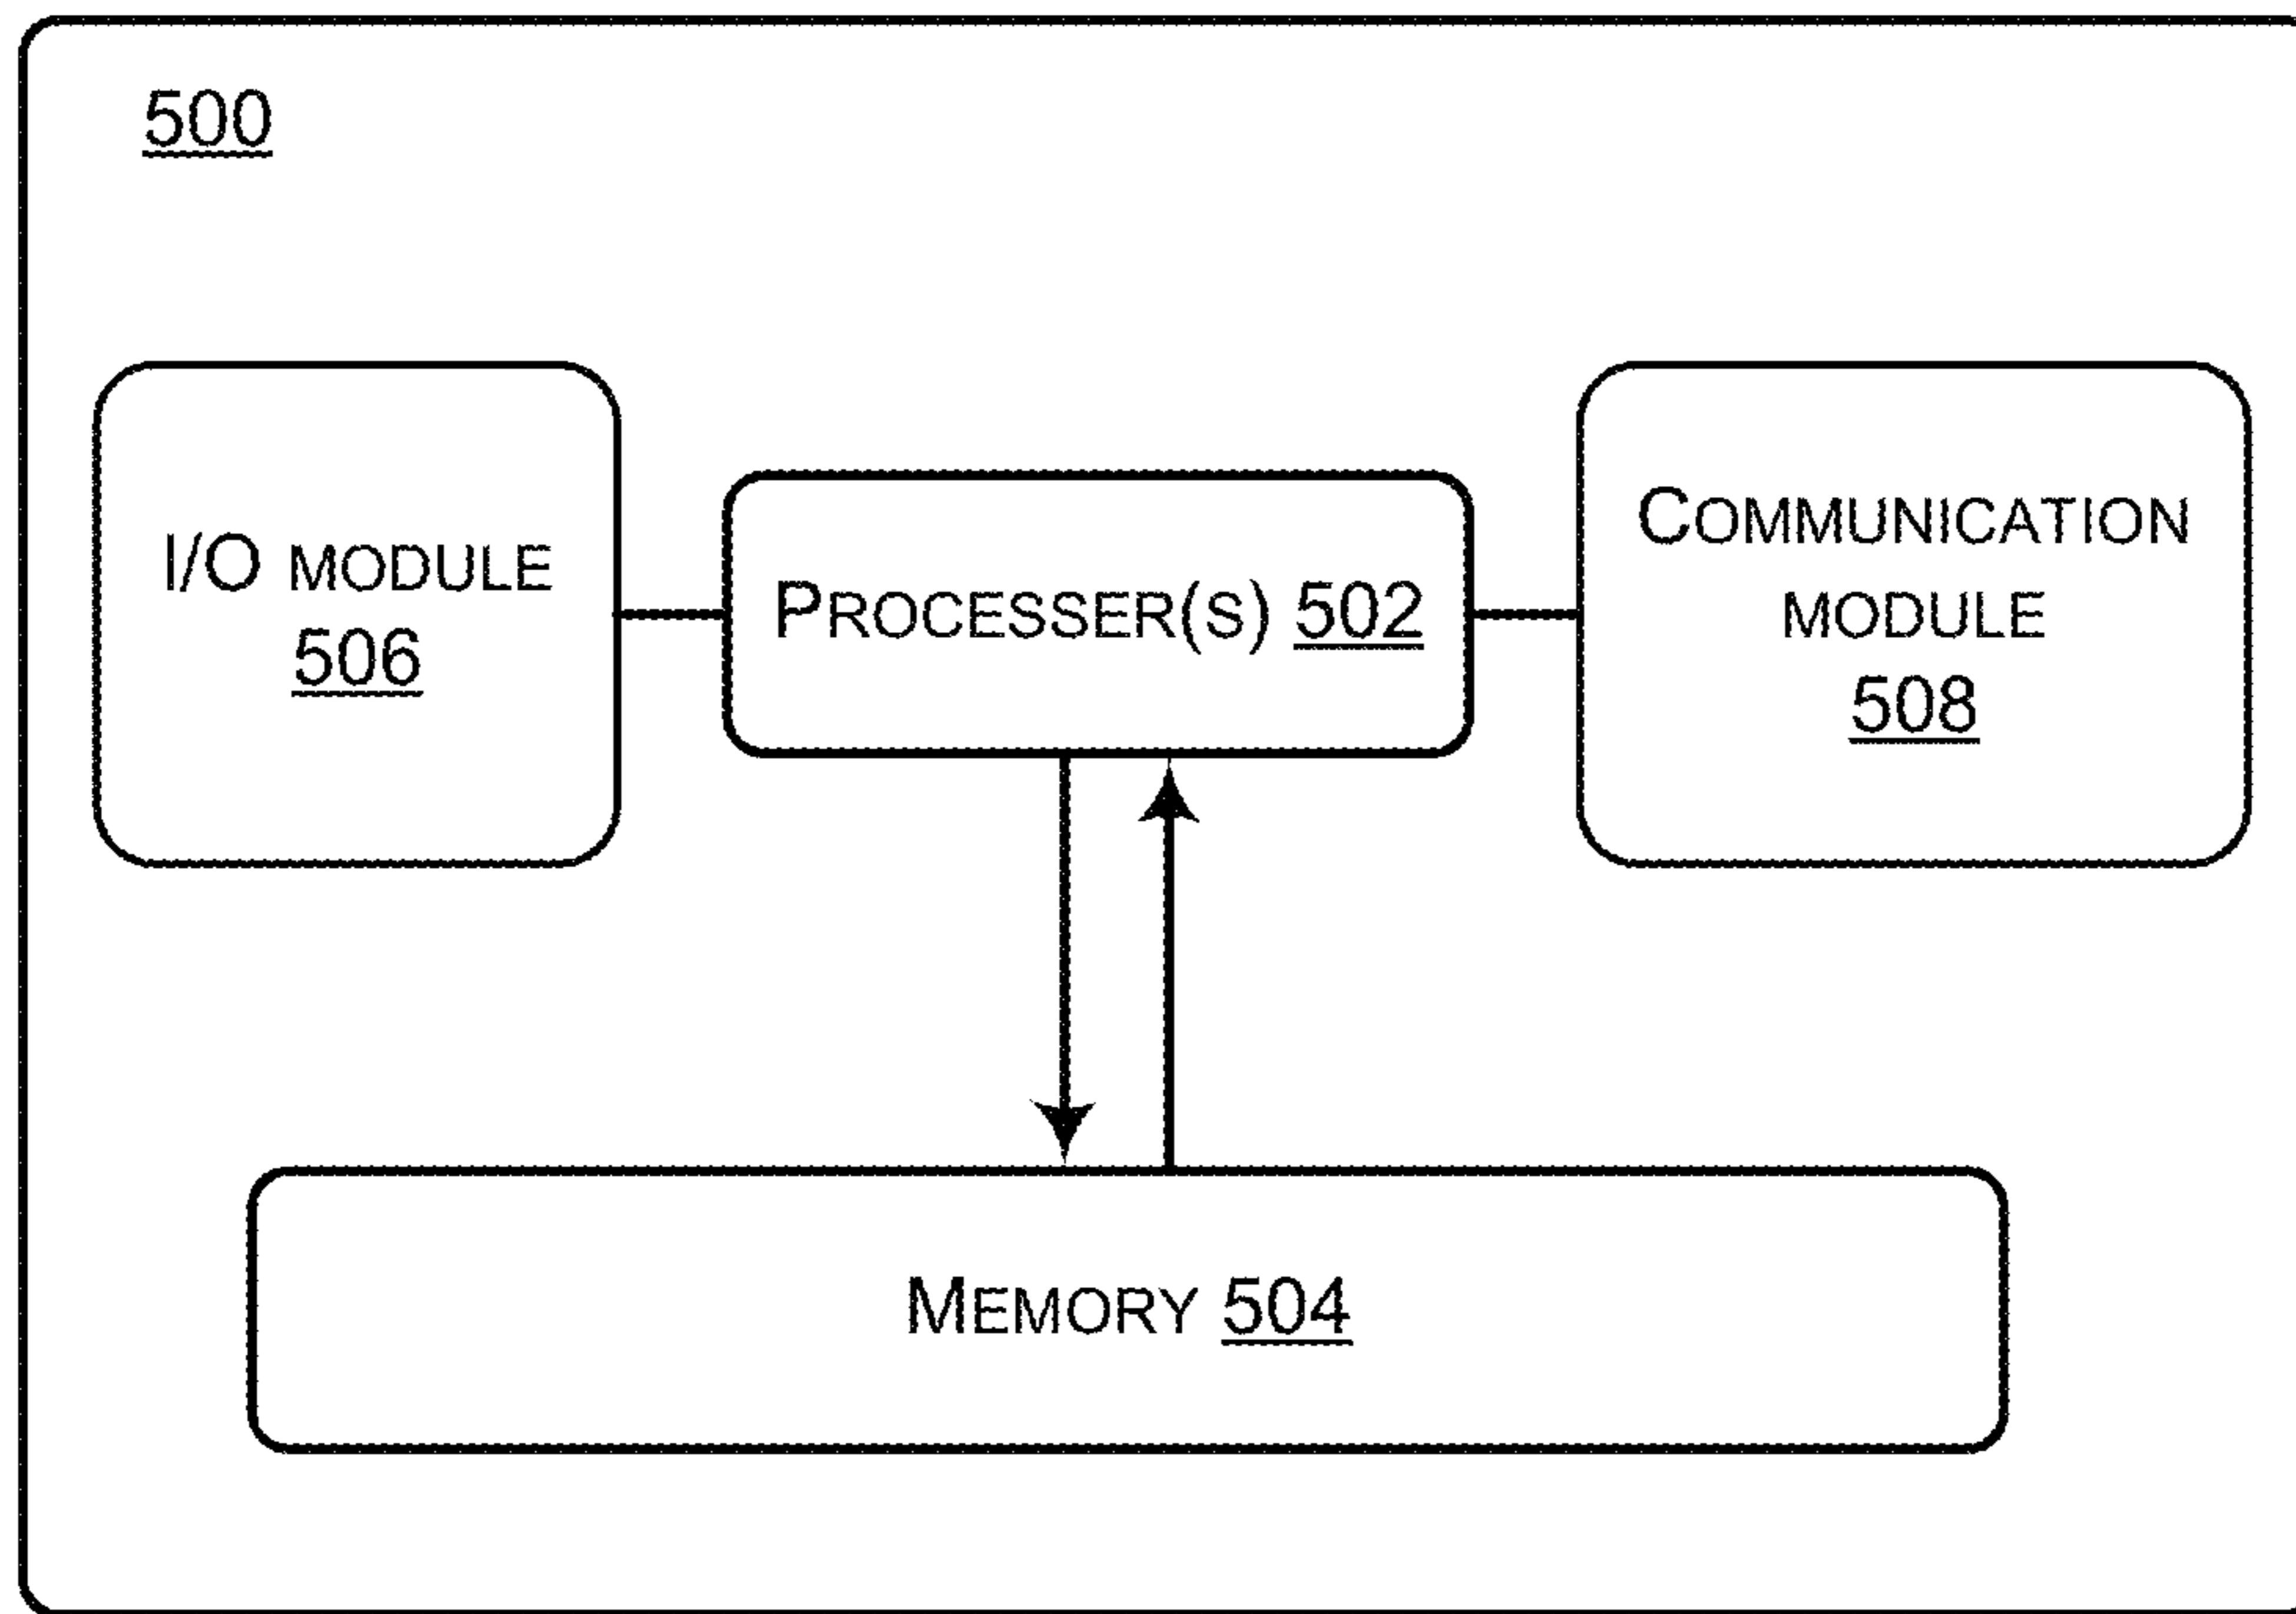 500
I/O MODULE
506
PROCESSER(S) 502
COMMUNICATION
MODULE
508
MEMORY 504